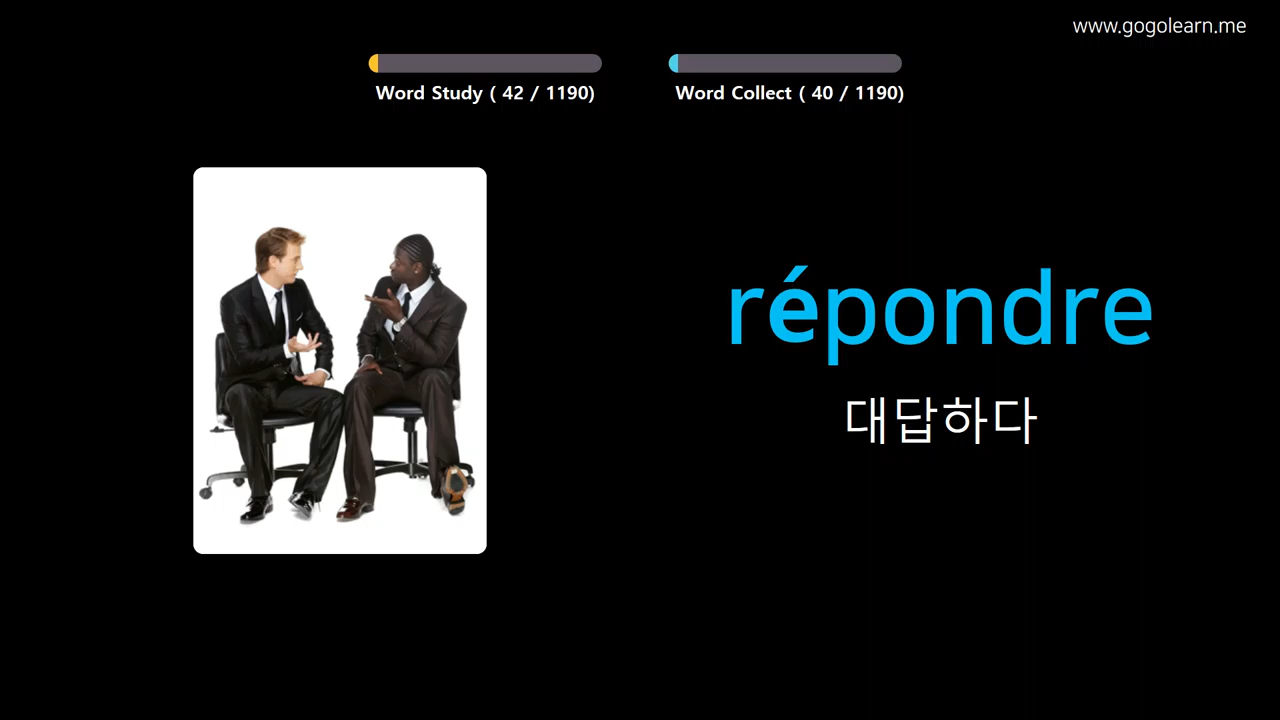 www.gogolearn.me
Word Study ( 42 / 1190)
Word Collect ( 40 / 1190)
répondre
대답하다